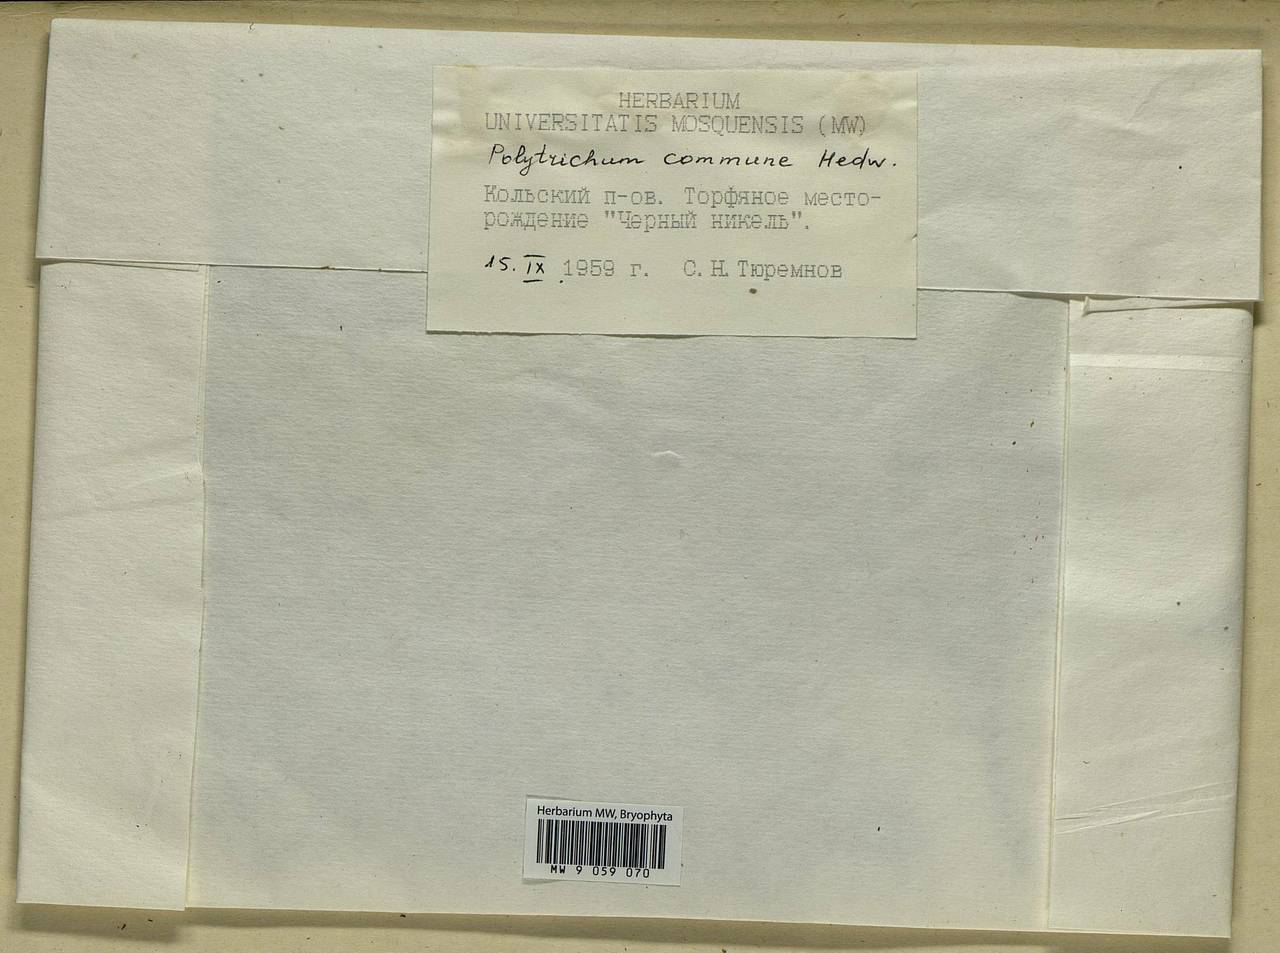 HERBARIUM
UNIVERSITATIS MOSQUENSIS (MW)
Polytrichum commune Hedw.
Кольский п-ов. Торфяное место-
рождение "Черный никель".
15. IX 1959 г. С. Н. Тюремнов
Herbarium MW, Bryophyta
MW 9 059 070